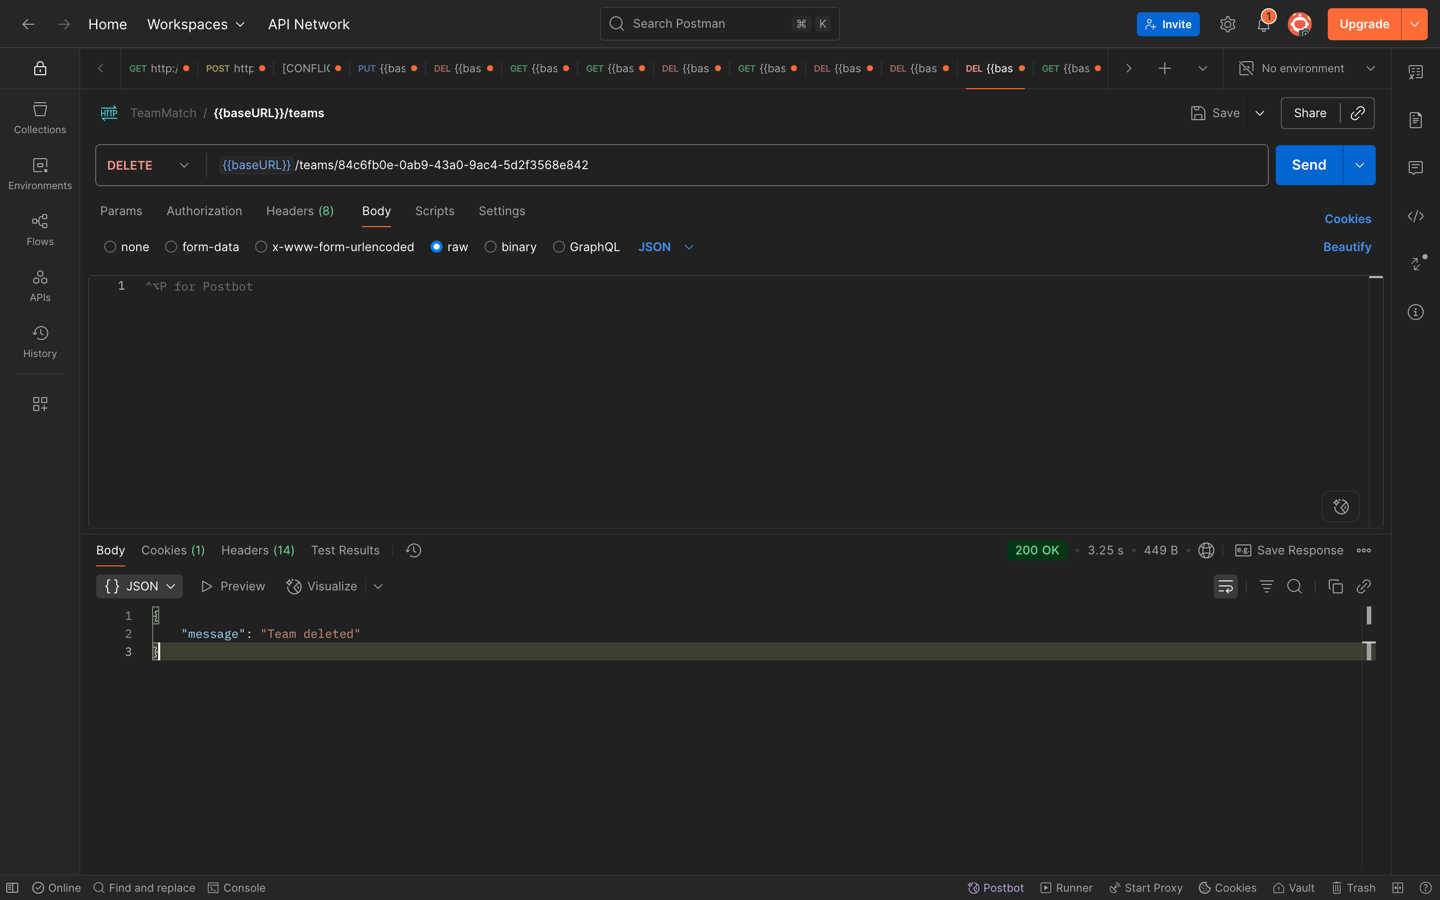 Home Workspaces API Network Search Postman ⌘ K Invite 1 Upgrade
GET http:/ POST http [CONFLIC PUT {{bas DEL {{bas GET {{bas GET {{bas DEL {{bas GET {{bas DEL {{bas DEL {{bas DEL {{bas GET {{bas No environment
HTTP TeamMatch / {{baseURL}}/teams Save Share
DELETE {{baseURL}} /teams/84c6fb0e-0ab9-43a0-9ac4-5d2f3568e842 Send
Params Authorization Headers (8) Body Scripts Settings Cookies
none form-data x-www-form-urlencoded raw binary GraphQL JSON Beautify
1 ^⌥P for Postbot
Collections
Environments
Flows
APIs
History
Body Cookies (1) Headers (14) Test Results 200 OK • 3.25 s • 449 B • e.g. Save Response
{} JSON Preview Visualize
1 {
2 "message": "Team deleted"
3 }
Online Find and replace Console Postbot Runner Start Proxy Cookies Vault Trash